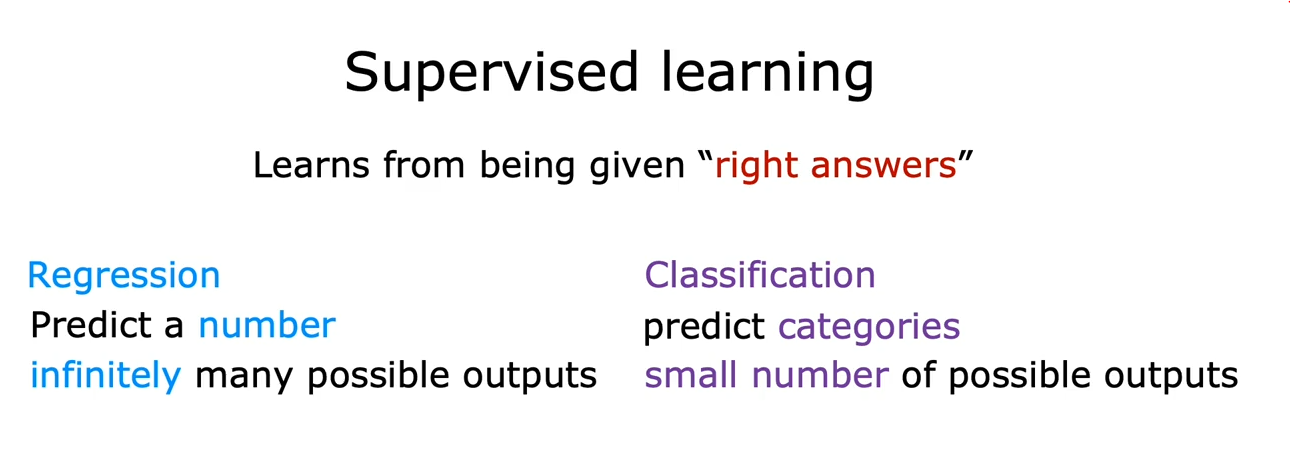 Supervised learning
Learns from being given “right answers”
Regression
Predict a number
infinitely many possible outputs
Classification
predict categories
small number of possible outputs